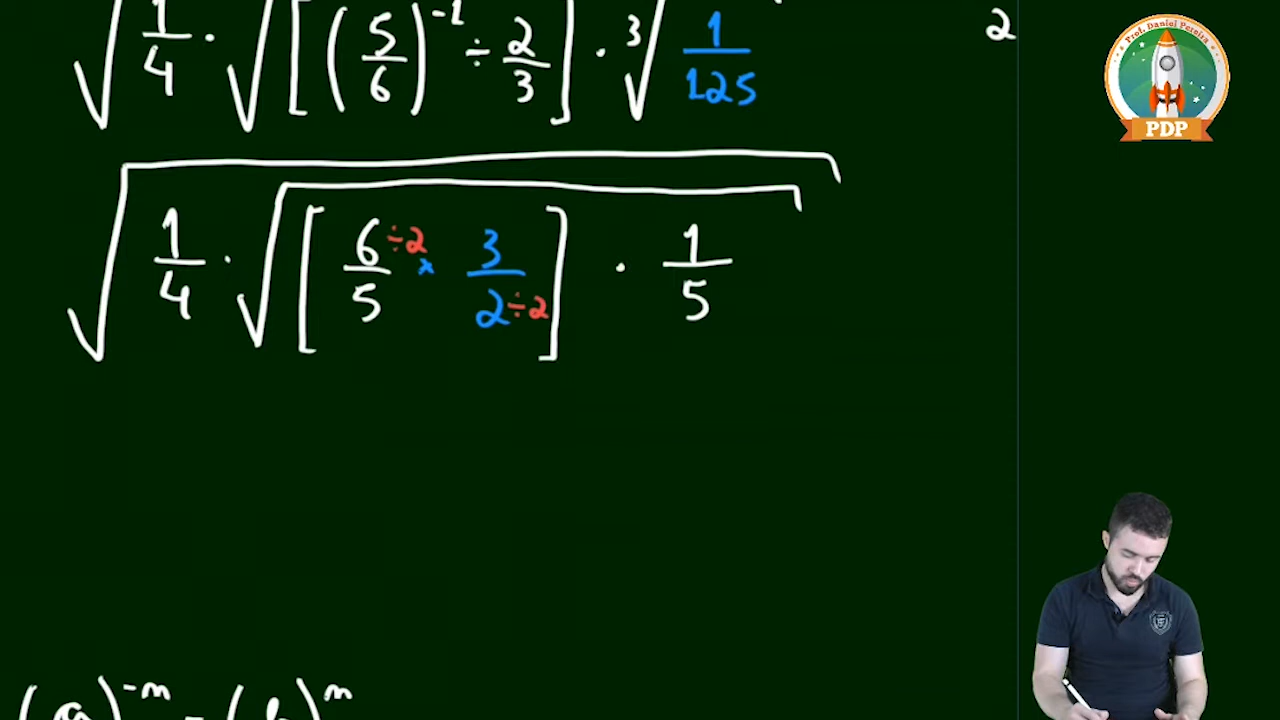 √(1/4 · √([(5/6)^-1 ÷ 2/3] · ³√(1/125)
2
Prof. Daniel Pereira
PDP
√(1/4 · √([6÷2/5 × 3/2÷2] · 1/5))
)^-m = ( )^m